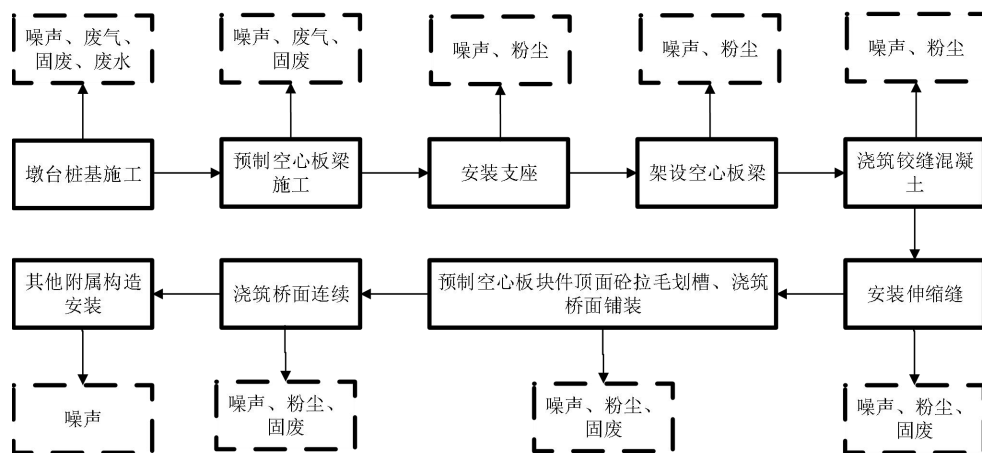 噪声、废气、
固废、废水
噪声、废气、
固废
噪声、粉尘
噪声、粉尘
噪声、粉尘
墩台桩基施工
预制空心板梁
施工
安装支座
架设空心板梁
浇筑铰缝混凝
土
其他附属构造
安装
浇筑桥面连续
预制空心板块件顶面砼拉毛划槽、浇筑
桥面铺装
安装伸缩缝
噪声
噪声、粉尘、
固废
噪声、粉尘、
固废
噪声、粉尘、
固废